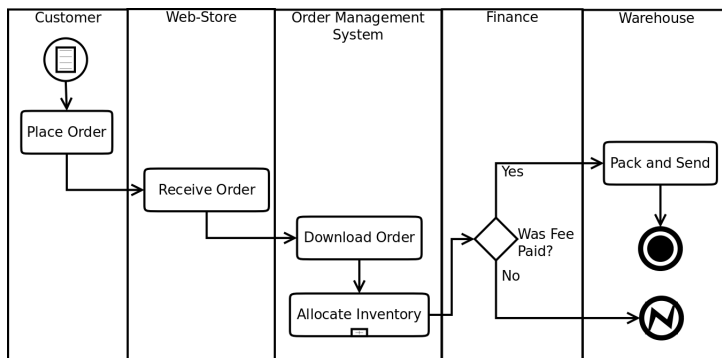 Customer
Web-Store
Order Management
System
Finance
Warehouse
Place Order
Receive Order
Download Order
Allocate Inventory
Yes
Was Fee
Paid?
No
Pack and Send